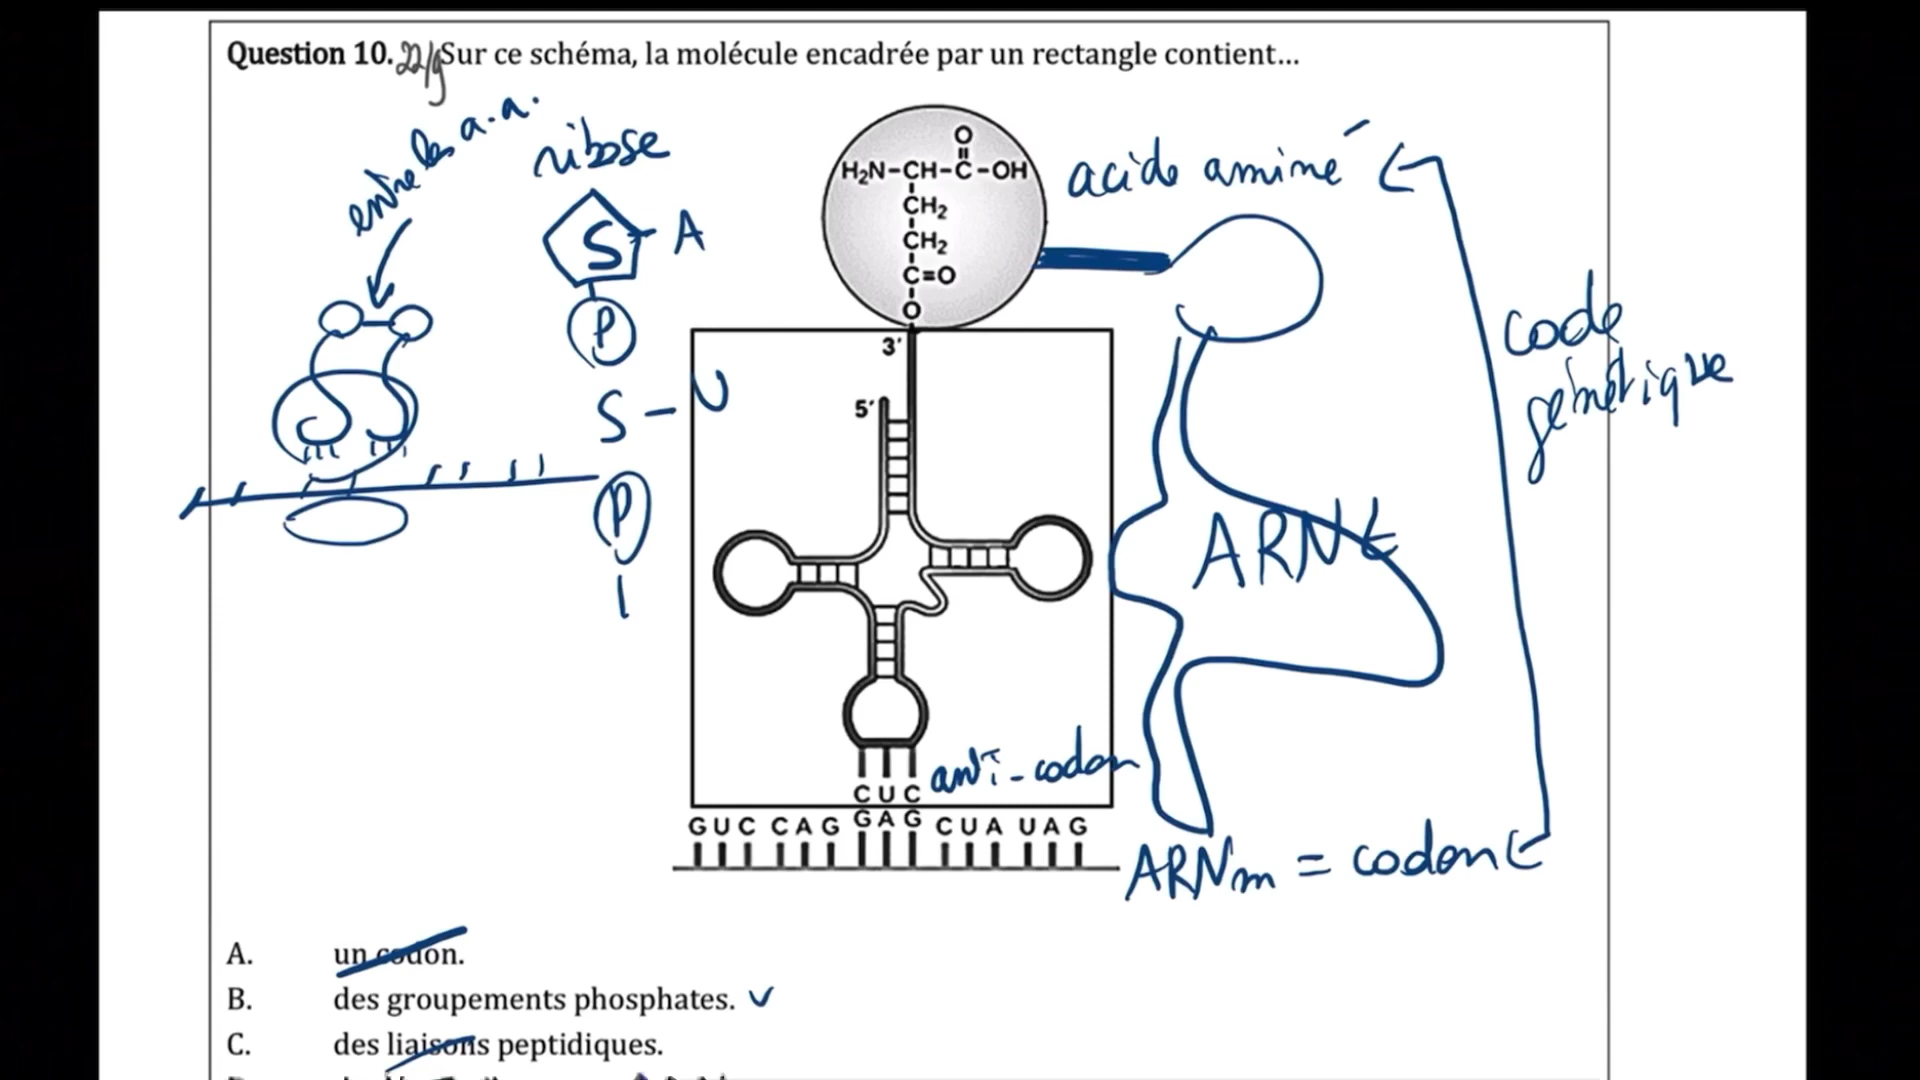 Question 10. 22/9 Sur ce schéma, la molécule encadrée par un rectangle contient...
entre les a.a.
ribose
S - A
P
S - U
P
O
H₂N-CH-C-OH
CH₂
CH₂
C=O
O
3'
5'
acide aminé
code
génétique
ARNt
anti-codon
C U C
G U C C A G G A G C U A U A G
ARNm = codon
A. un codon.
B. des groupements phosphates. ✓
C. des liaisons peptidiques.